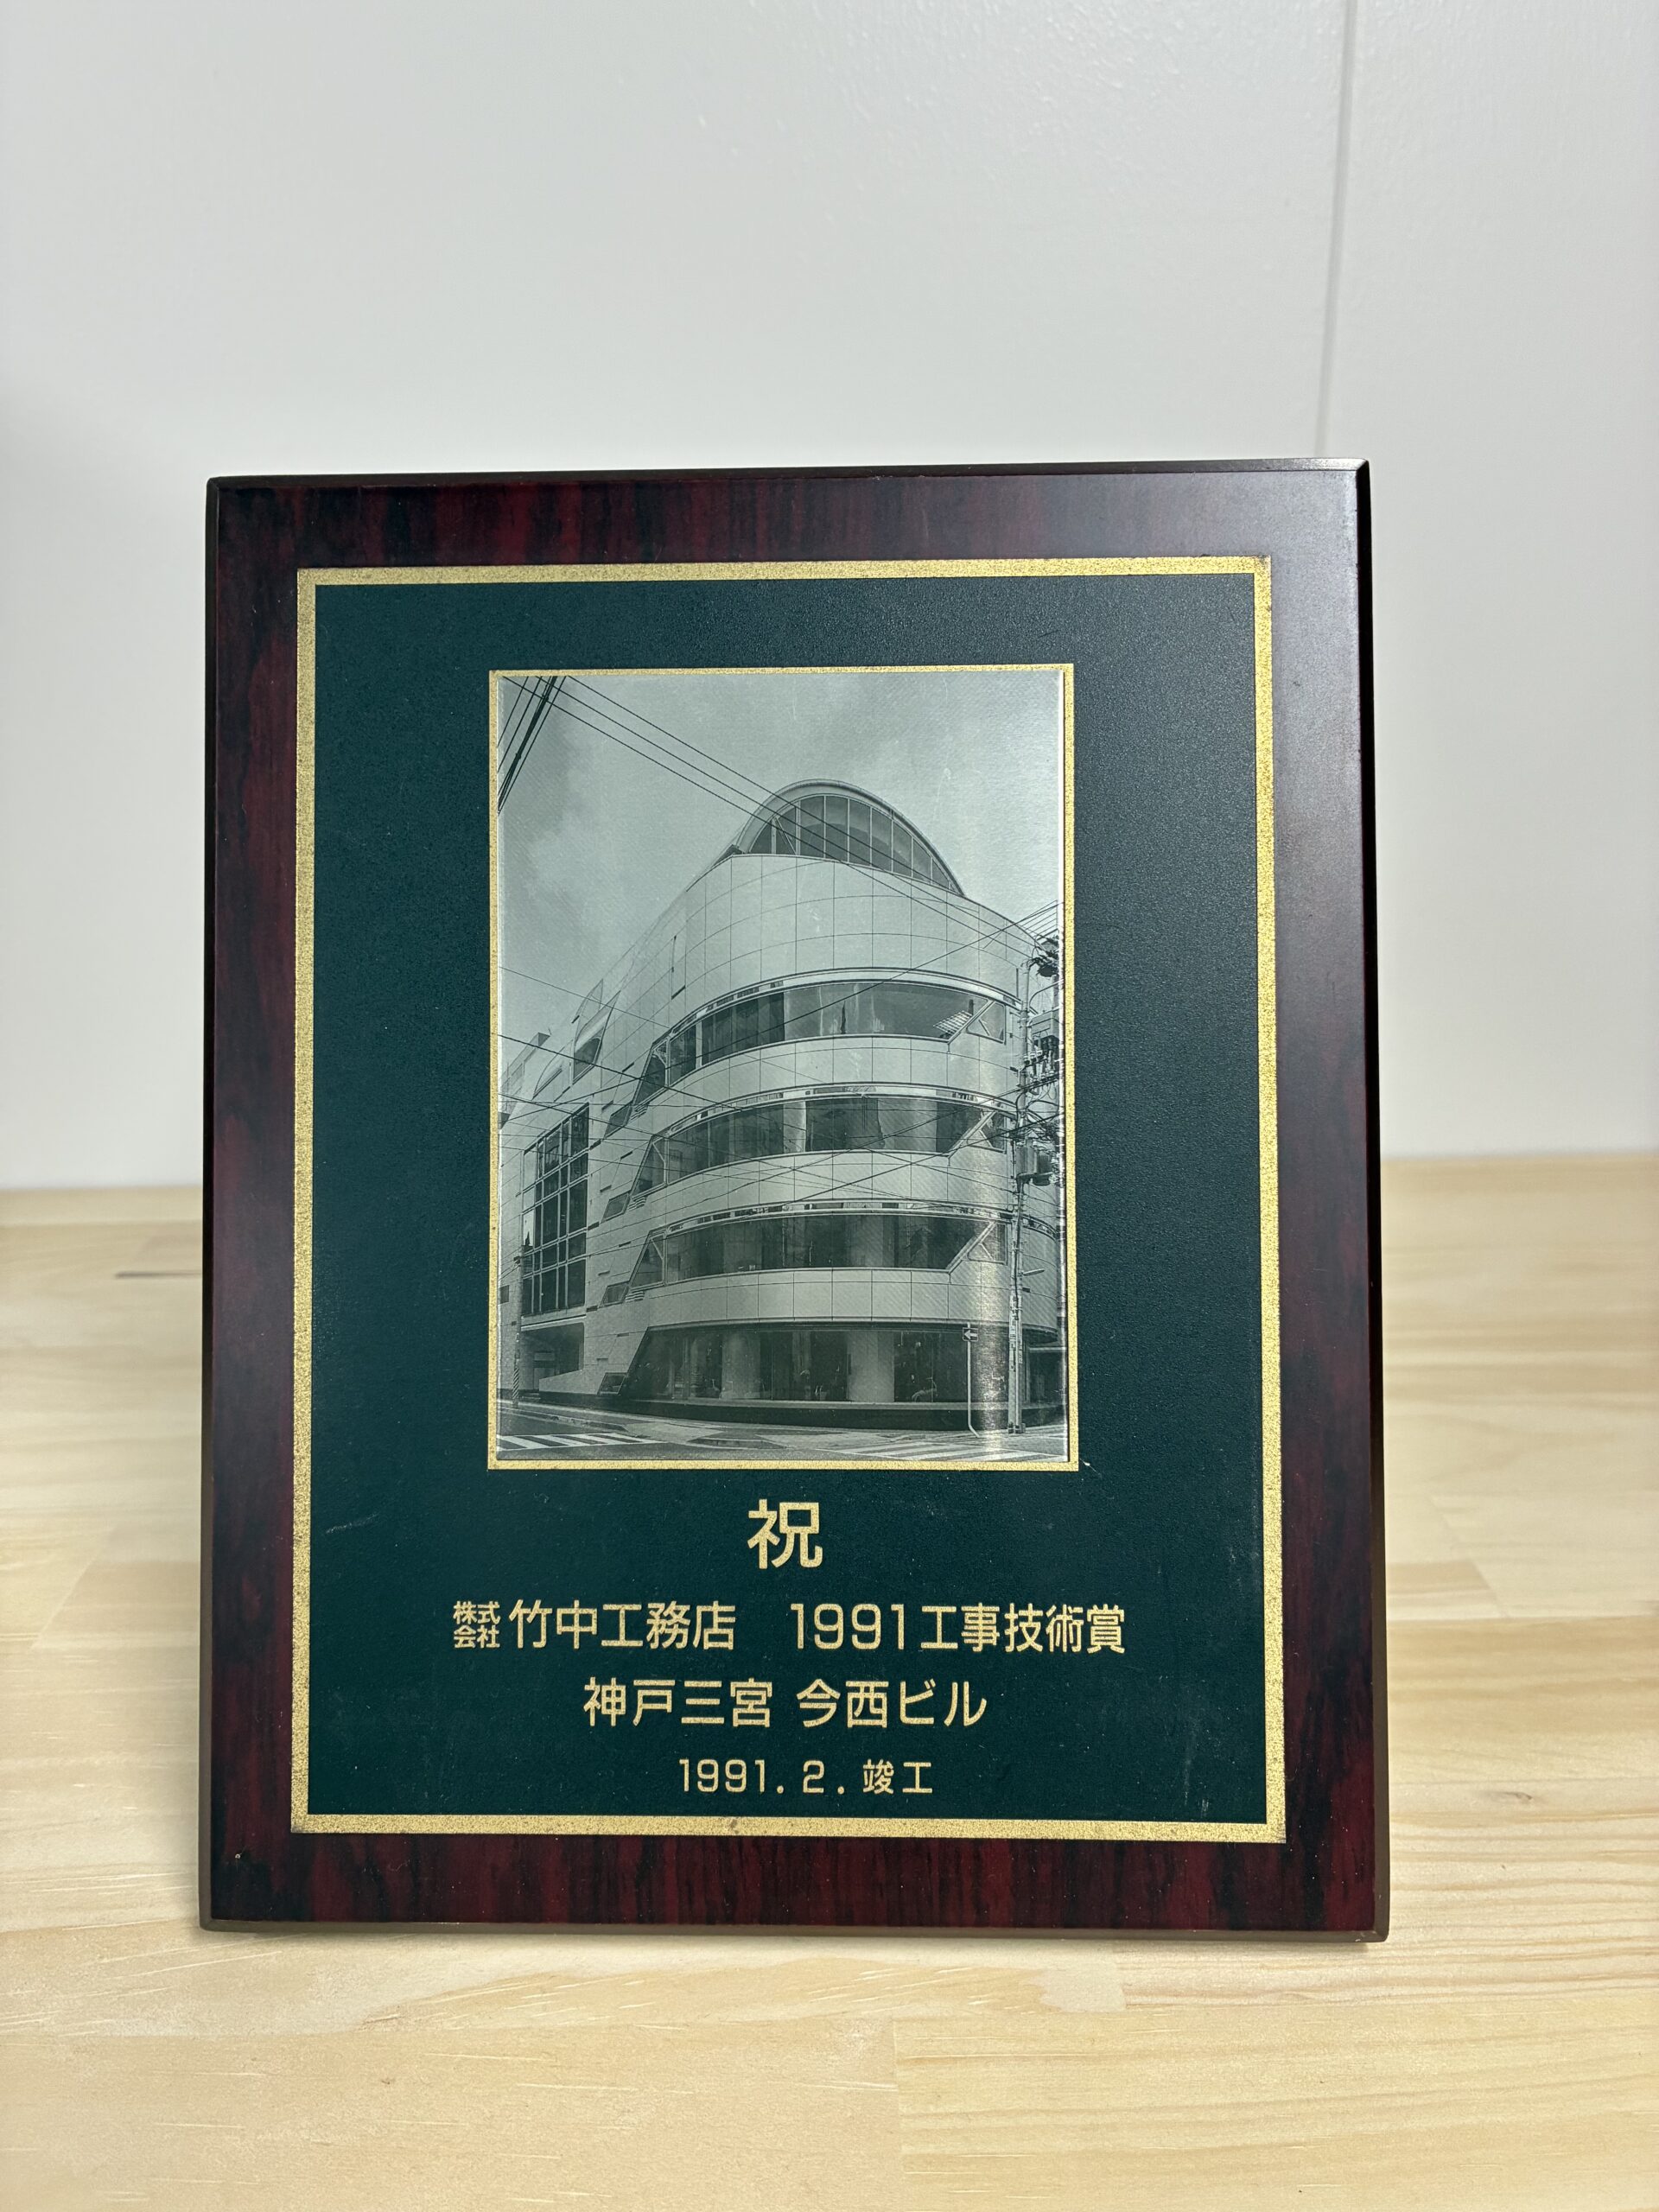 祝
株式会社竹中工務店　1991工事技術賞
神戸三宮 今西ビル
1991. 2. 竣工